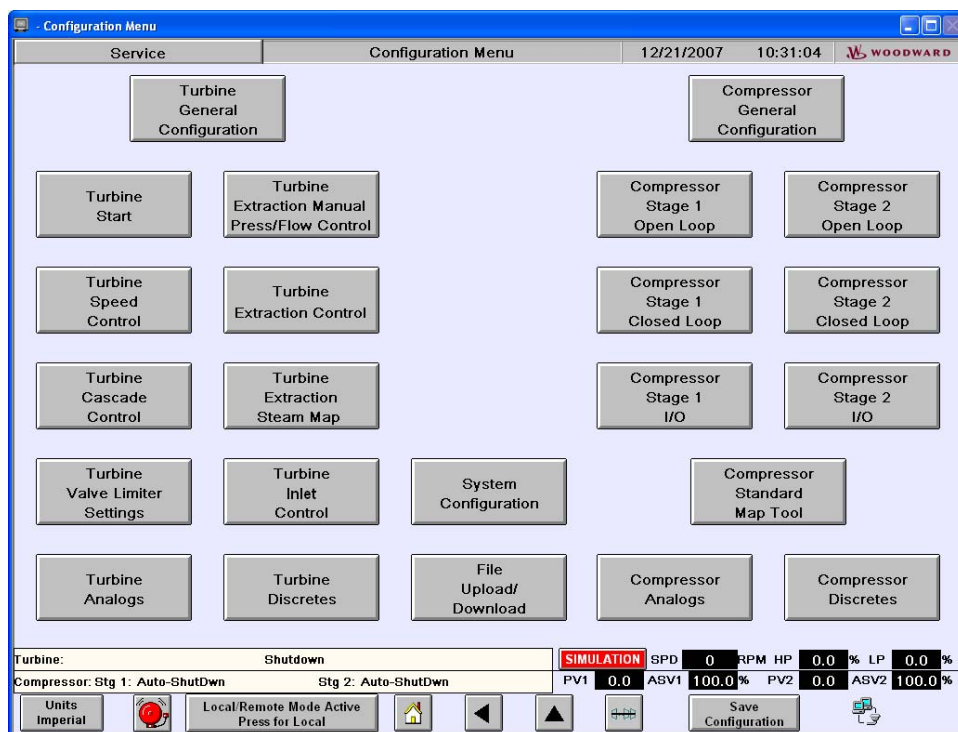 - Configuration Menu
Service Configuration Menu 12/21/2007 10:31:04 WOODWARD
Turbine
General
Configuration
Compressor
General
Configuration
Turbine
Start
Turbine
Extraction Manual
Press/Flow Control
Compressor
Stage 1
Open Loop
Compressor
Stage 2
Open Loop
Turbine
Speed
Control
Turbine
Extraction Control
Compressor
Stage 1
Closed Loop
Compressor
Stage 2
Closed Loop
Turbine
Cascade
Control
Turbine
Extraction
Steam Map
Compressor
Stage 1
I/O
Compressor
Stage 2
I/O
Turbine
Valve Limiter
Settings
Turbine
Inlet
Control
System
Configuration
Compressor
Standard
Map Tool
Turbine
Analogs
Turbine
Discretes
File
Upload/
Download
Compressor
Analogs
Compressor
Discretes
Turbine: Shutdown SIMULATION SPD 0 RPM HP 0.0 % LP 0.0 %
Compressor: Stg 1: Auto-ShutDwn Stg 2: Auto-ShutDwn PV1 0.0 ASV1 100.0 % PV2 0.0 ASV2 100.0 %
Units
Imperial
Local/Remote Mode Active
Press for Local
Save
Configuration